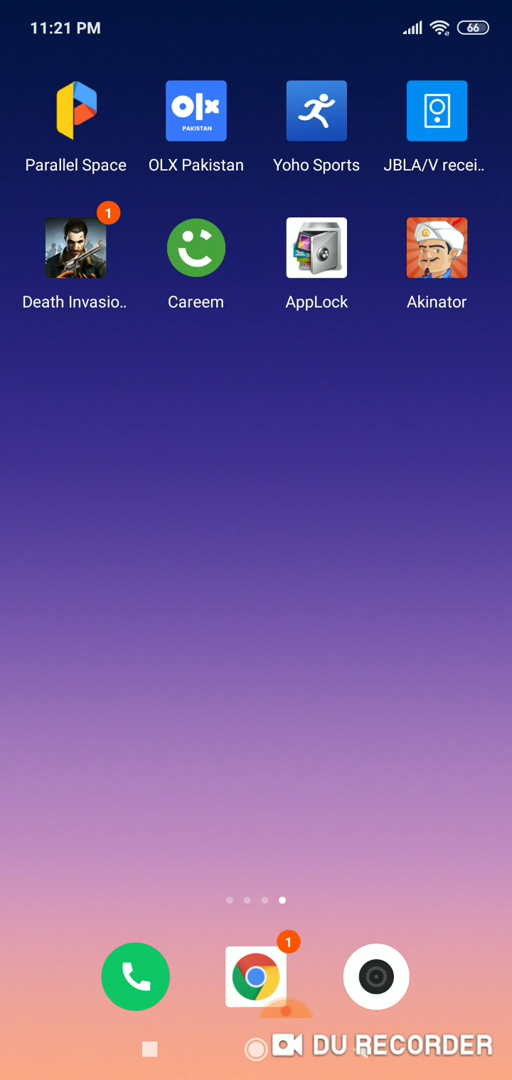 11:21 PM 66
Parallel Space OLX Pakistan Yoho Sports JBLA/V recei..
olx
PAKISTAN
1
Death Invasio.. Careem AppLock Akinator
1
DU RECORDER